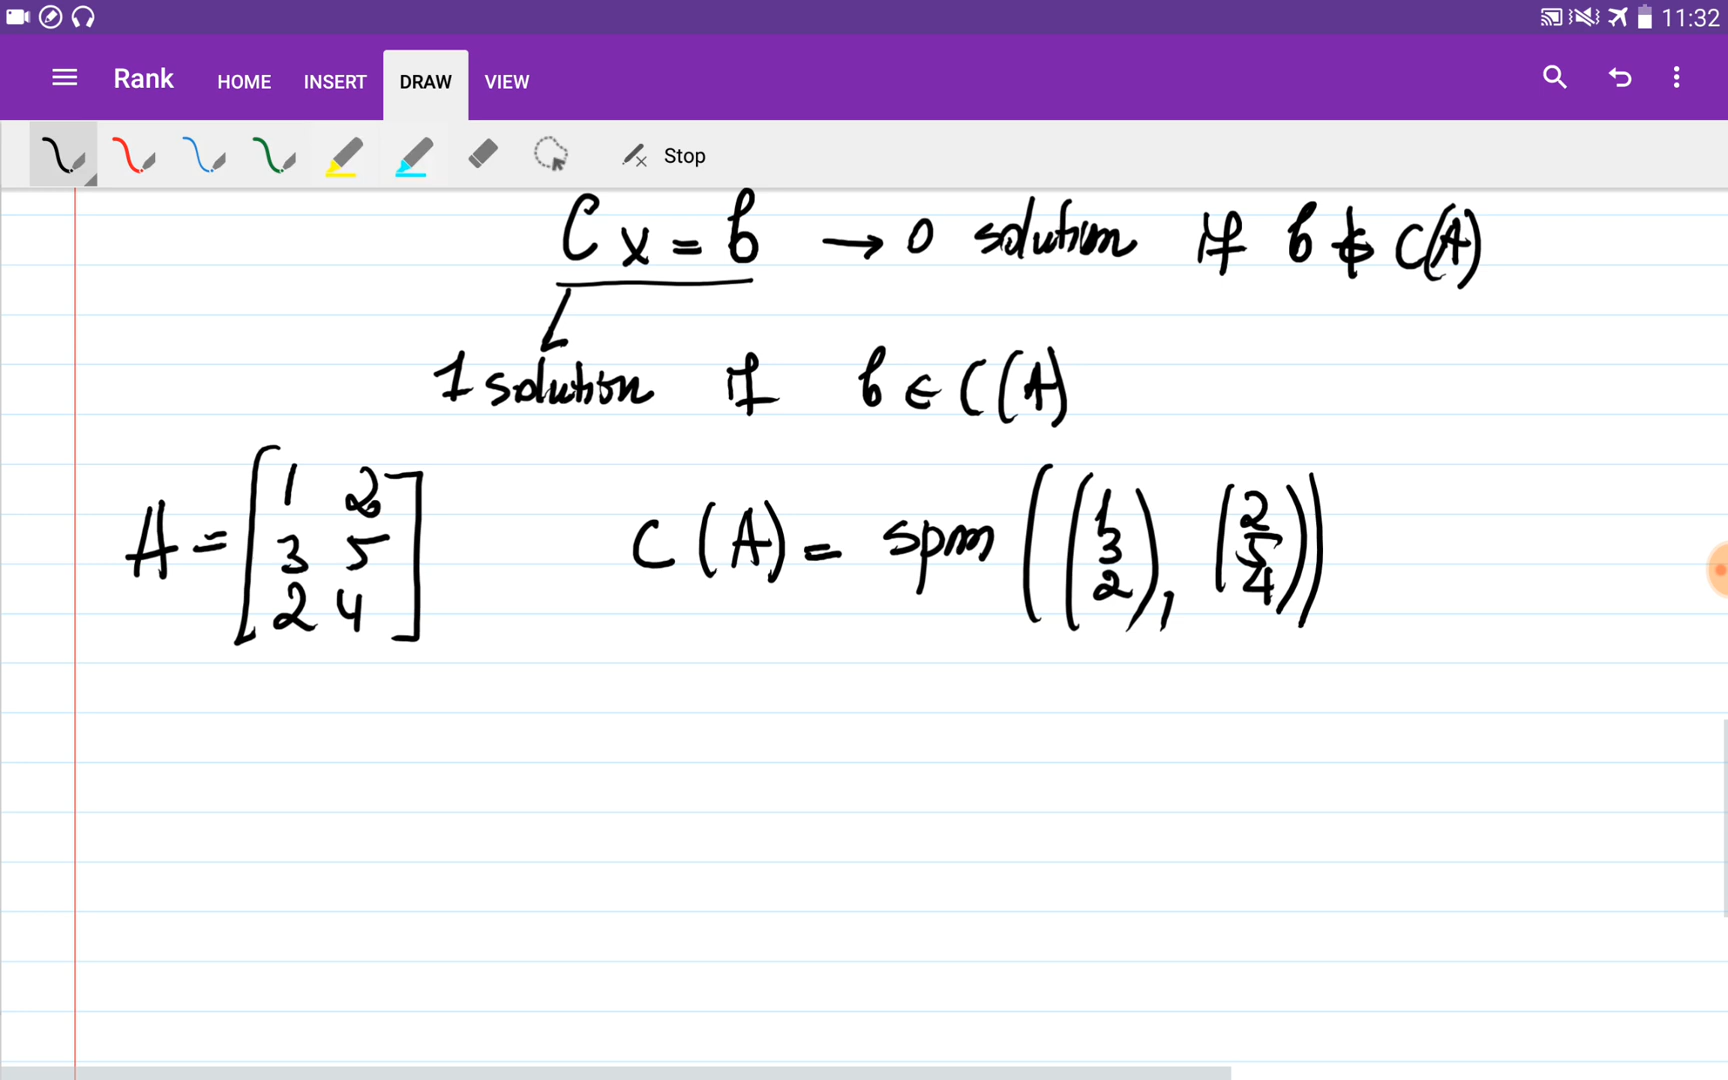 11:32
Rank HOME INSERT DRAW VIEW
Stop
C x = b → 0 solution if b ∉ C(A)
1 solution if b ∈ C(A)
A = [1 2; 3 5; 2 4] C(A) = span ((1 3 2), (2 5 4))